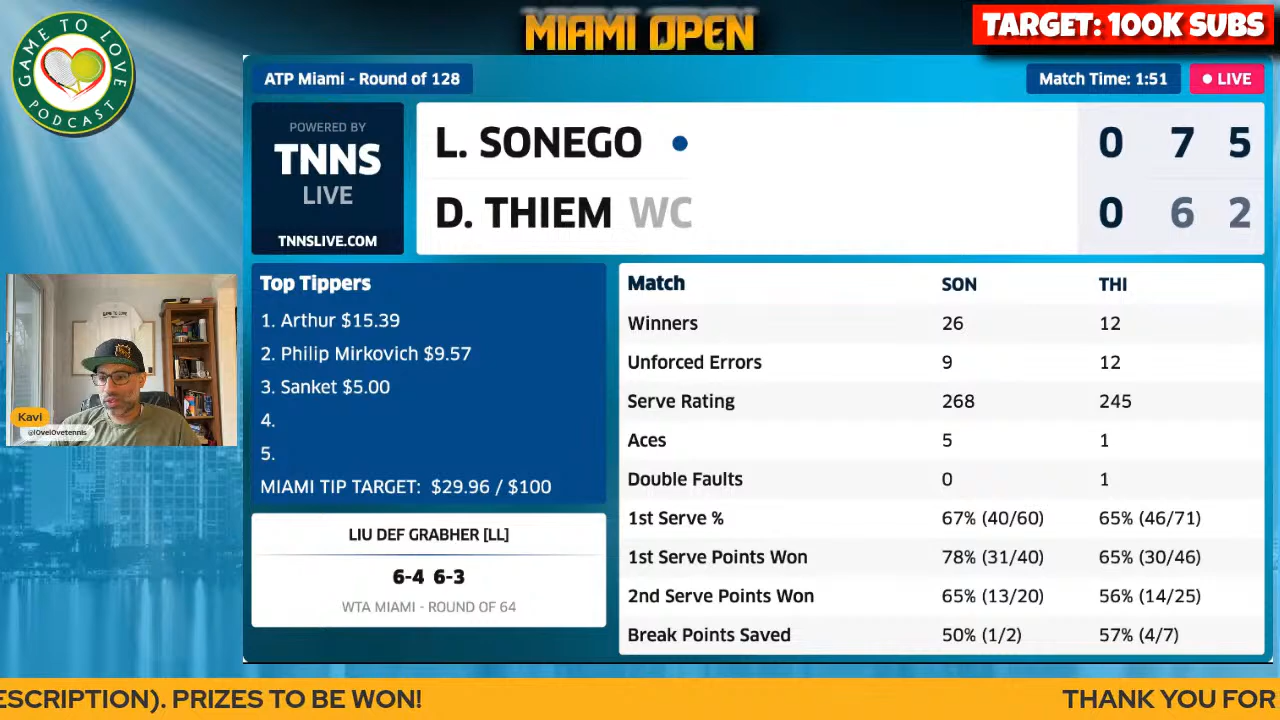 GAME TO LOVE
PODCAST
MIAMI OPEN
TARGET: 100K SUBS
ATP Miami - Round of 128
Match Time: 1:51
LIVE
POWERED BY
TNNS
LIVE
TNNSLIVE.COM
L. SONEGO 0 7 5
D. THIEM WC 0 6 2
Top Tippers
1. Arthur $15.39
2. Philip Mirkovich $9.57
3. Sanket $5.00
4.
5.
MIAMI TIP TARGET: $29.96 / $100
LIU DEF GRABHER [LL]
6-4 6-3
WTA MIAMI - ROUND OF 64
Match SON THI
Winners 26 12
Unforced Errors 9 12
Serve Rating 268 245
Aces 5 1
Double Faults 0 1
1st Serve % 67% (40/60) 65% (46/71)
1st Serve Points Won 78% (31/40) 65% (30/46)
2nd Serve Points Won 65% (13/20) 56% (14/25)
Break Points Saved 50% (1/2) 57% (4/7)
Kavi
@l0vel0vetennis
ESCRIPTION). PRIZES TO BE WON!
THANK YOU FOR